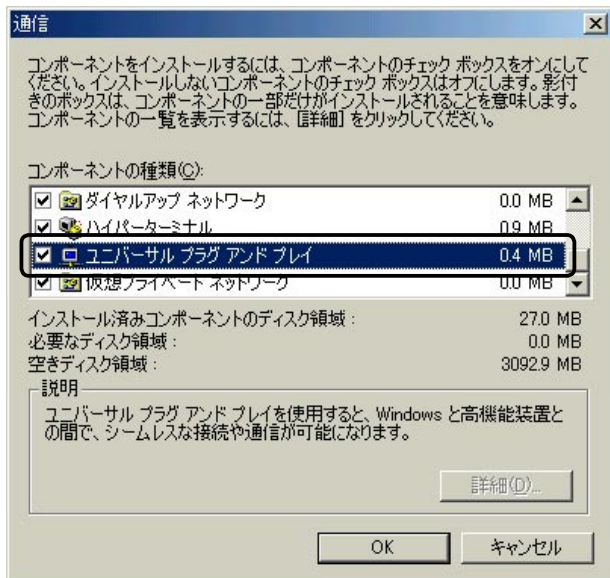 通信
コンポーネントをインストールするには、コンポーネントのチェック ボックスをオンにして
ください。インストールしないコンポーネントのチェック ボックスはオフにします。影付
きのボックスは、コンポーネントの一部だけがインストールされることを意味します。
コンポーネントの一覧を表示するには、[詳細] をクリックしてください。
コンポーネントの種類(C):
ダイヤルアップ ネットワーク 0.0 MB
ハイパーターミナル 0.9 MB
ユニバーサル プラグ アンド プレイ 0.4 MB
仮想プライベート ネットワーク 0.0 MB
インストール済みコンポーネントのディスク領域 : 27.0 MB
必要なディスク領域 : 0.0 MB
空きディスク領域 : 3092.9 MB
説明
ユニバーサル プラグ アンド プレイを使用すると、Windows と高機能装置と
の間で、シームレスな接続や通信が可能になります。
詳細(D)...
OK キャンセル